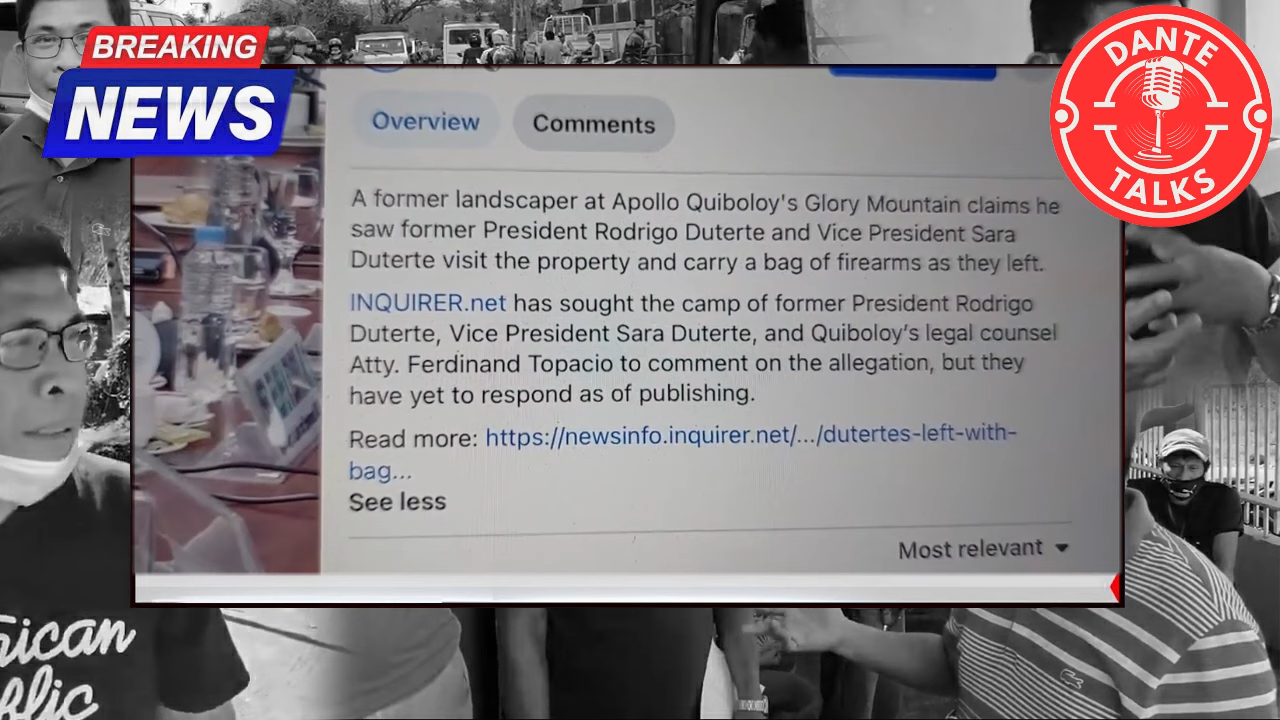 BREAKING
NEWS
DANTE
TALKS
Overview
Comments
A former landscaper at Apollo Quiboloy's Glory Mountain claims he
saw former President Rodrigo Duterte and Vice President Sara
Duterte visit the property and carry a bag of firearms as they left.
INQUIRER.net has sought the camp of former President Rodrigo
Duterte, Vice President Sara Duterte, and Quiboloy's legal counsel
Atty. Ferdinand Topacio to comment on the allegation, but they
have yet to respond as of publishing.
Read more: https://newsinfo.inquirer.net/.../dutertes-left-with-
bag...
See less
Most relevant